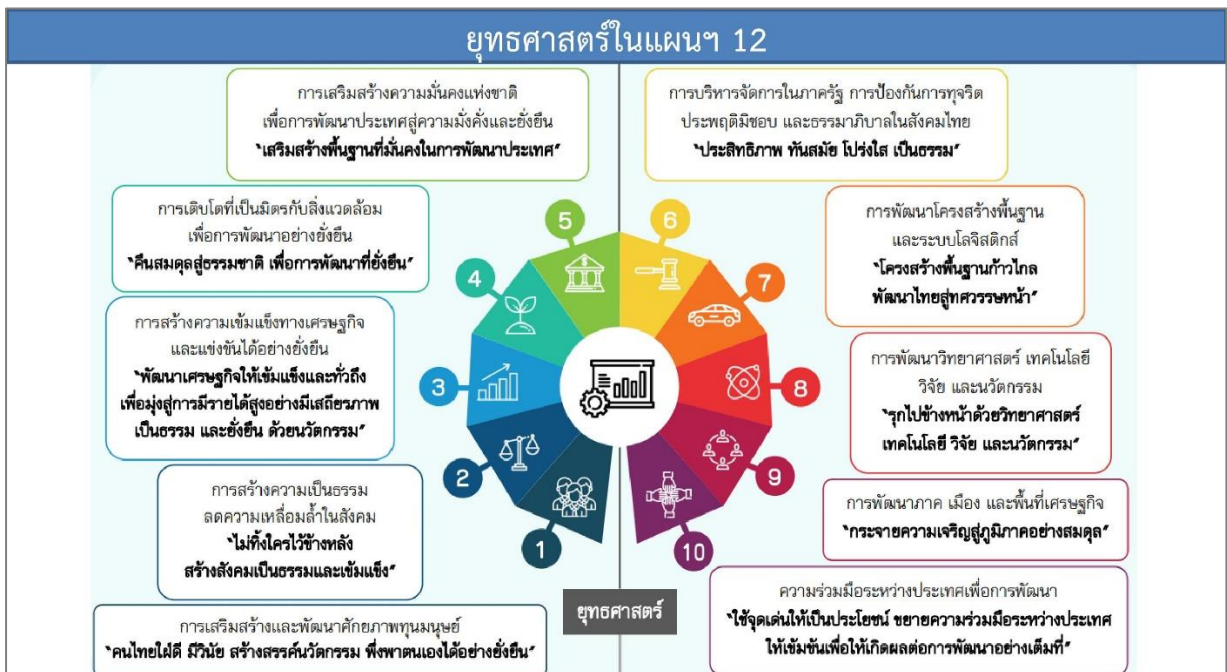 ยุทธศาสตร์ในแผนฯ 12
การเสริมสร้างความมั่นคงแห่งชาติ
เพื่อการพัฒนาประเทศสู่ความมั่งคั่งและยั่งยืน
“เสริมสร้างพื้นฐานที่มั่นคงในการพัฒนาประเทศ”
การบริหารจัดการในภาครัฐ การป้องกันการทุจริต
ประพฤติมิชอบ และธรรมาภิบาลในสังคมไทย
“ประสิทธิภาพ ทันสมัย โปร่งใส เป็นธรรม”
การเติบโตที่เป็นมิตรกับสิ่งแวดล้อม
เพื่อการพัฒนาอย่างยั่งยืน
“คืนสมดุลสู่ธรรมชาติ เพื่อการพัฒนาที่ยั่งยืน”
การพัฒนาโครงสร้างพื้นฐาน
และระบบโลจิสติกส์
“โครงสร้างพื้นฐานก้าวไกล
พัฒนาไทยสู่ทศวรรษหน้า”
การสร้างความเข้มแข็งทางเศรษฐกิจ
และแข่งขันได้อย่างยั่งยืน
“พัฒนาเศรษฐกิจให้เข้มแข็งและทั่วถึง
เพื่อมุ่งสู่การมีรายได้สูงอย่างมีเสถียรภาพ
เป็นธรรม และยั่งยืน ด้วยนวัตกรรม”
การพัฒนาวิทยาศาสตร์ เทคโนโลยี
วิจัย และนวัตกรรม
“รุกไปข้างหน้าด้วยวิทยาศาสตร์
เทคโนโลยี วิจัย และนวัตกรรม”
การสร้างความเป็นธรรม
ลดความเหลื่อมล้ำในสังคม
“ไม่ทิ้งใครไว้ข้างหลัง
สร้างสังคมเป็นธรรมและเข้มแข็ง”
การพัฒนาภาค เมือง และพื้นที่เศรษฐกิจ
“กระจายความเจริญสู่ภูมิภาคอย่างสมดุล”
การเสริมสร้างและพัฒนาศักยภาพทุนมนุษย์
“คนไทยใฝ่ดี มีวินัย สร้างสรรค์นวัตกรรม พึ่งพาตนเองได้อย่างยั่งยืน”
ความร่วมมือระหว่างประเทศเพื่อการพัฒนา
“ใช้จุดเด่นให้เป็นประโยชน์ ขยายความร่วมมือระหว่างประเทศ
ให้เข้มข้นเพื่อให้เกิดผลต่อการพัฒนาอย่างเต็มที่”
5
6
4
7
3
8
2
9
1
10
ยุทธศาสตร์